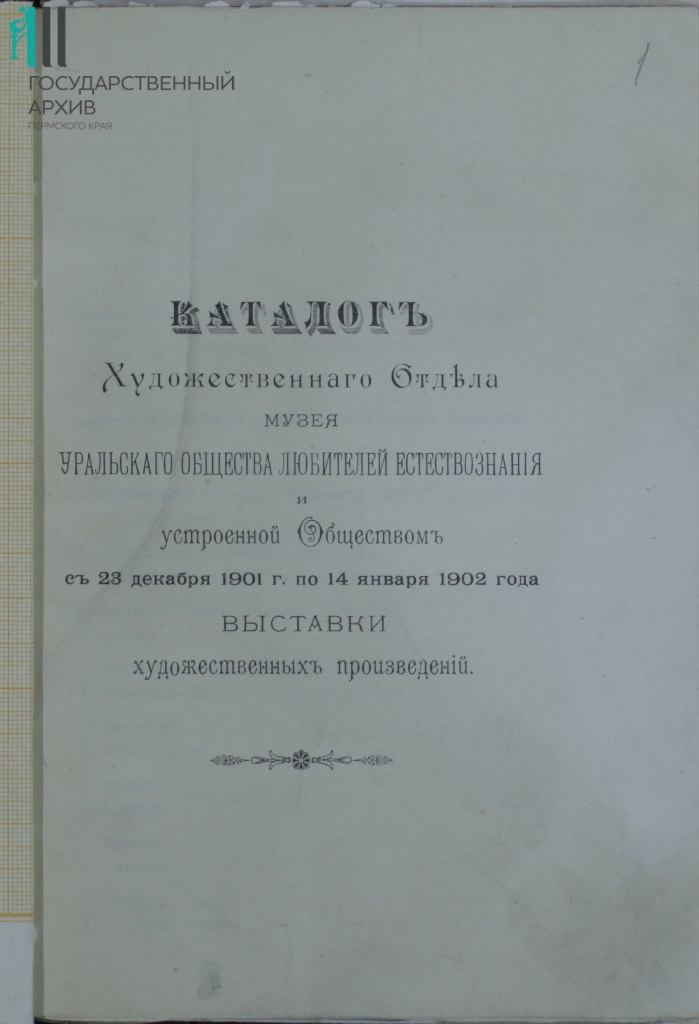 ГОСУДАРСТВЕННЫЙ
АРХИВ
ПЕРМСКОГО КРАЯ
1
КАТАЛОГЪ
Художественнаго Отдѣла
МУЗЕЯ
УРАЛЬСКАГО ОБЩЕСТВА ЛЮБИТЕЛЕЙ ЕСТЕСТВОЗНАНІЯ
и
устроенной Обществомъ
съ 23 декабря 1901 г. по 14 января 1902 года
ВЫСТАВКИ
художественныхъ произведеній.